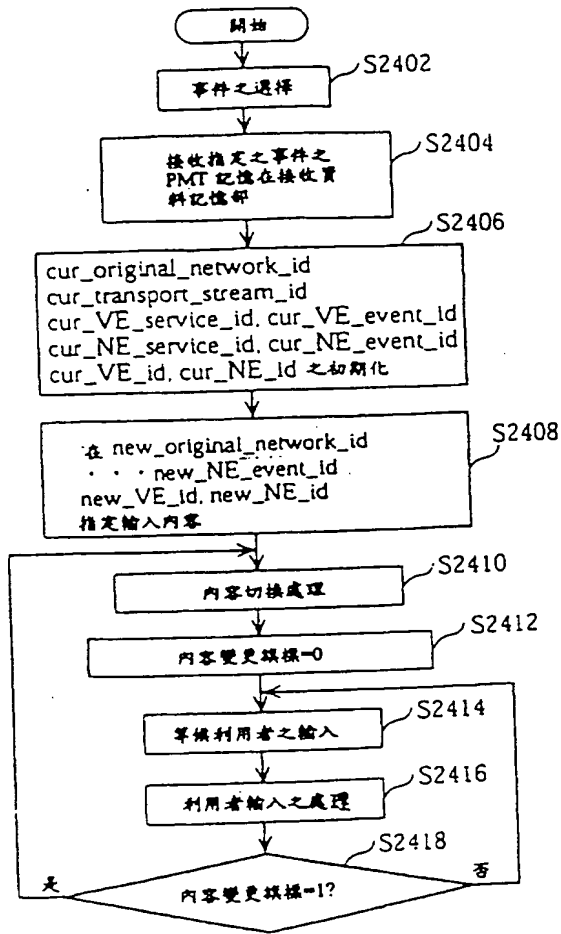 開始
S2402
事件之選擇
S2404
接收指定之事件之
PMT 記憶在接收資
料記憶部
S2406
cur_original_network_id
cur_transport_stream_id
cur_VE_service_id, cur_VE_event_id
cur_NE_service_id, cur_NE_event_id
cur_VE_id, cur_NE_id 之初期化
S2408
在 new_original_network_id
・・・new_NE_event_id
new_VE_id, new_NE_id
指定輸入內容
S2410
內容切換處理
S2412
內容變更旗標=0
S2414
等候利用者之輸入
S2416
利用者輸入之處理
S2418
是
否
內容變更旗標=1?